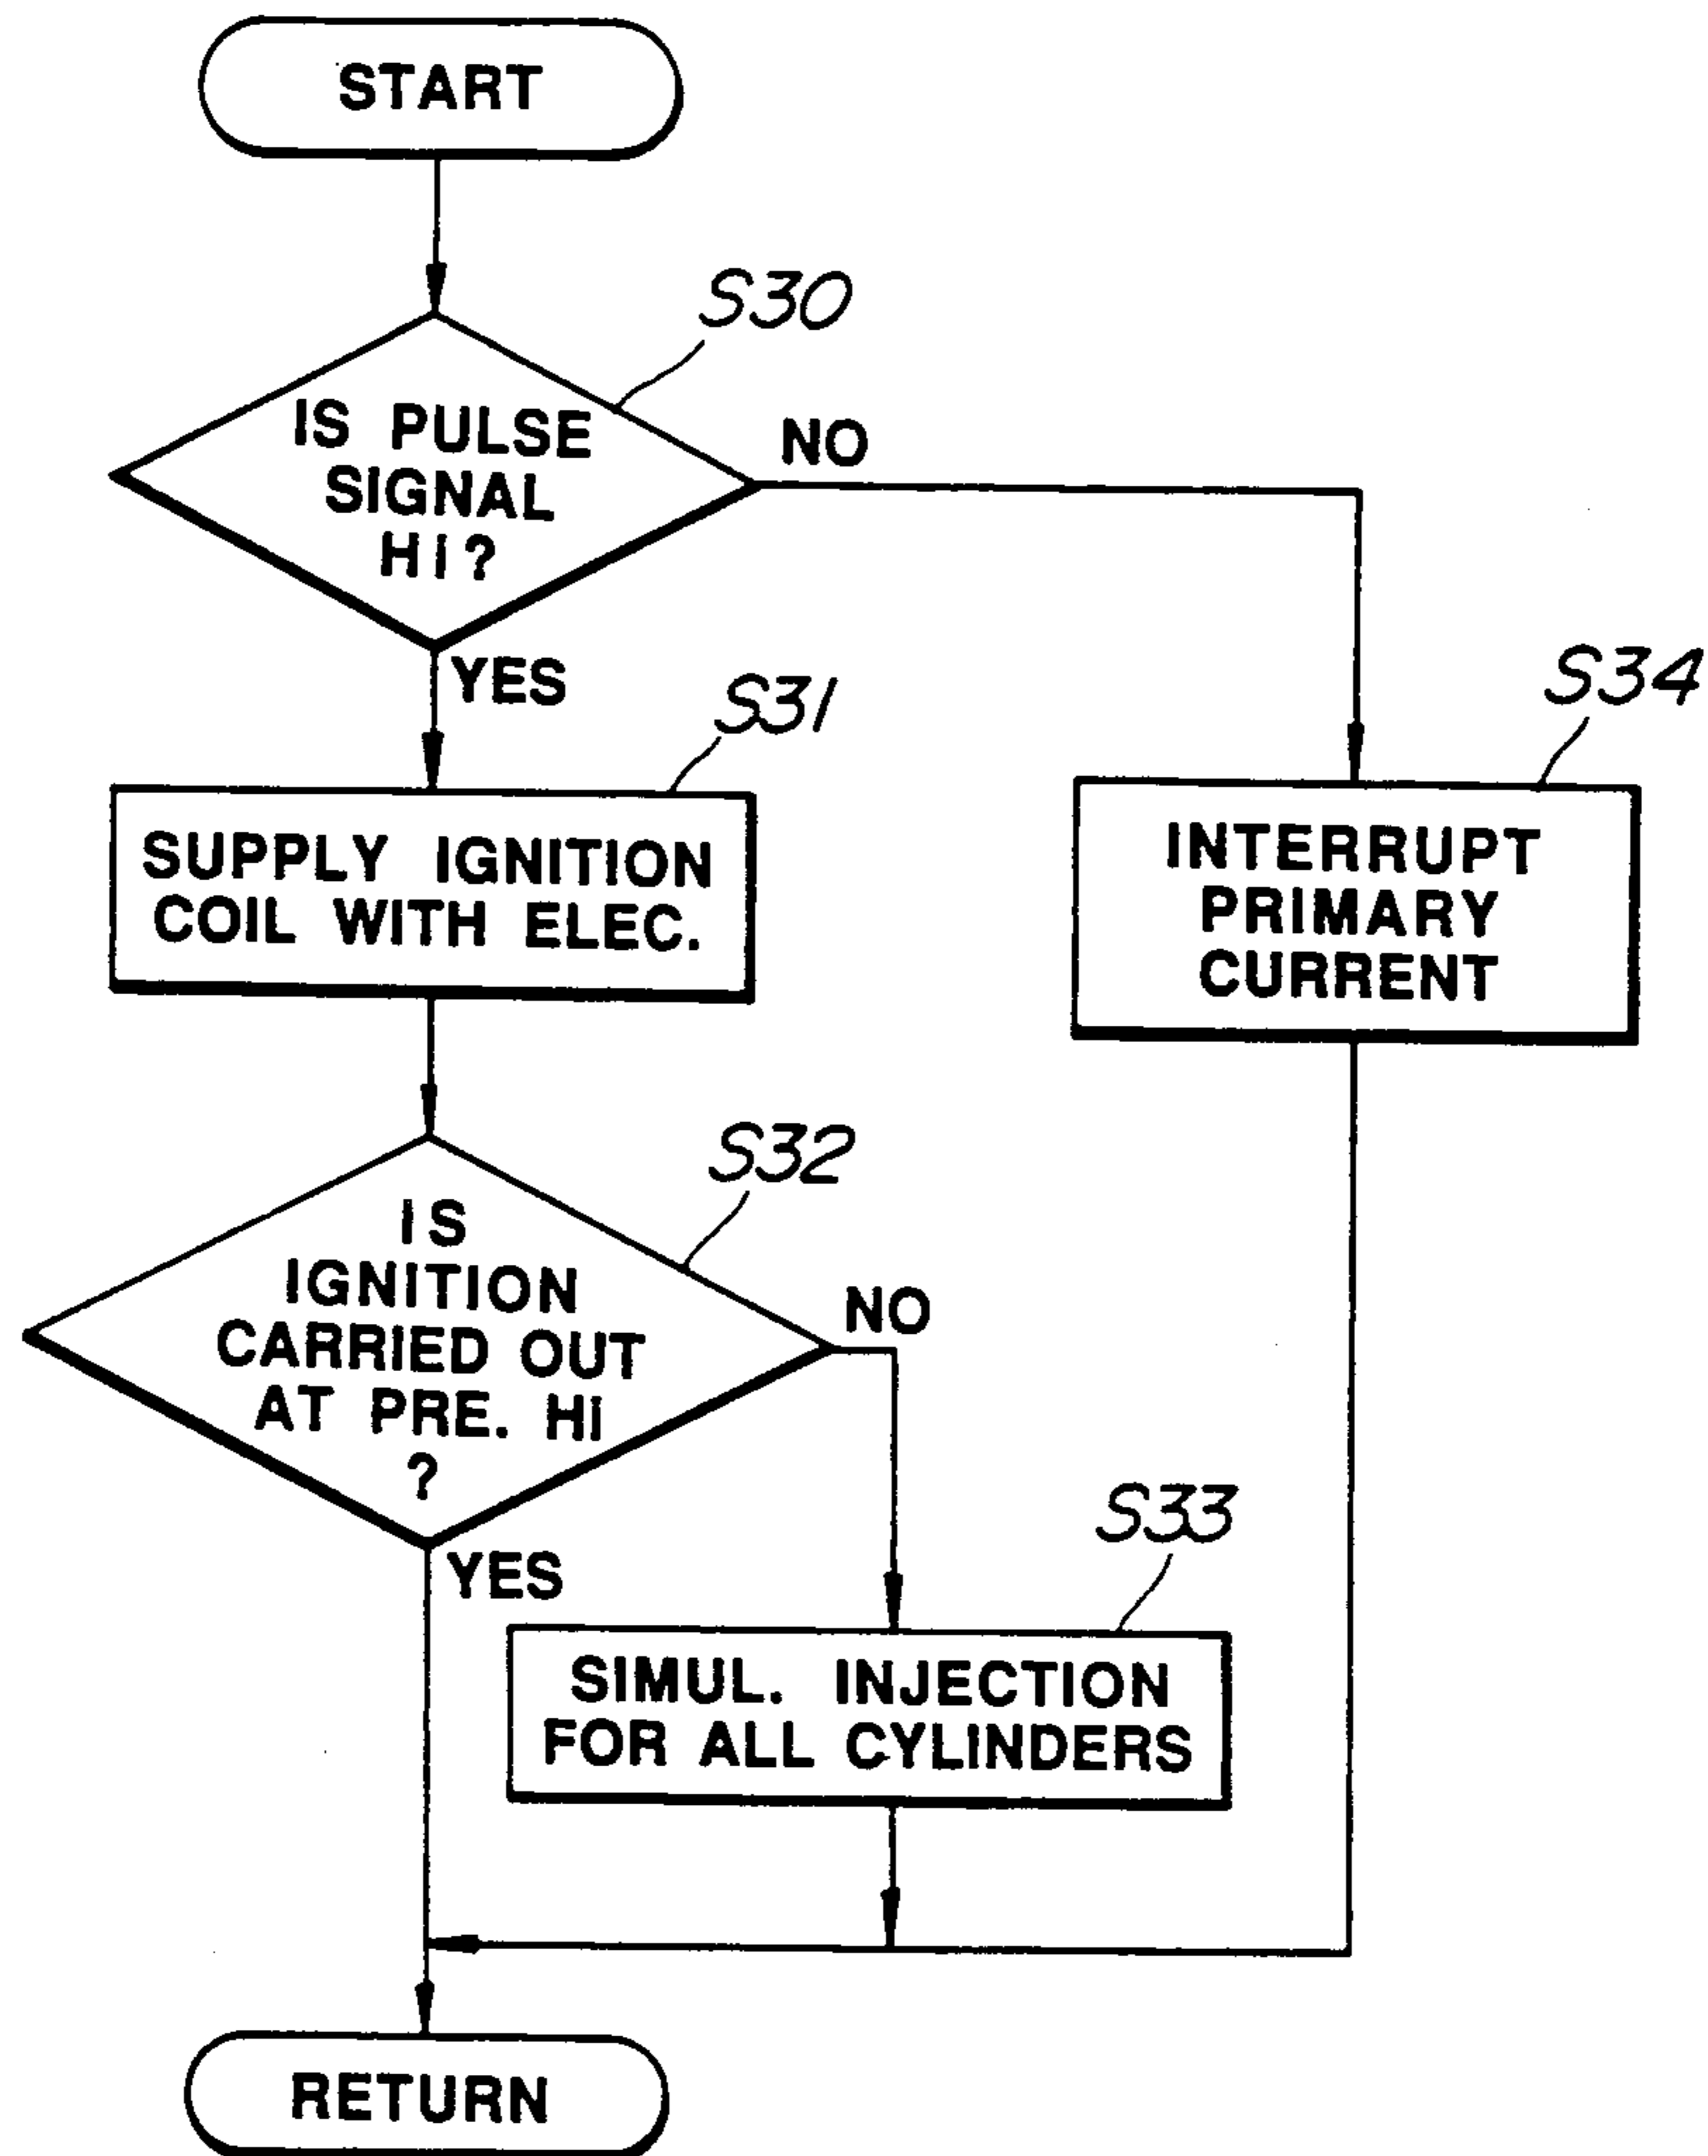 START
S30
IS PULSE
SIGNAL
HI?
NO
YES
S31
S34
SUPPLY IGNITION
COIL WITH ELEC.
INTERRUPT
PRIMARY
CURRENT
S32
IS
IGNITION
CARRIED OUT
AT PRE. HI
?
NO
YES
S33
SIMUL. INJECTION
FOR ALL CYLINDERS
RETURN